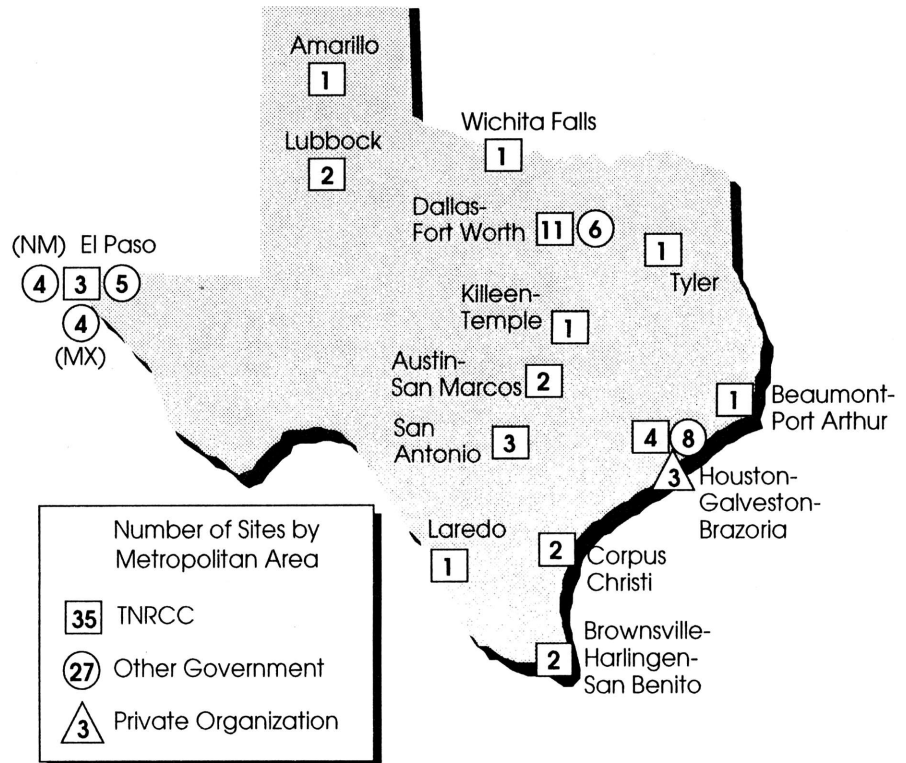 Amarillo
1
Lubbock
2
Wichita Falls
1
Dallas-
Fort Worth
11 6
1
Tyler
(NM) El Paso
4 3 5
4
(MX)
Killeen-
Temple
1
Austin-
San Marcos
2
San
Antonio
3
1
Beaumont-
Port Arthur
4 8
3
Houston-
Galveston-
Brazoria
Laredo
1
2
Corpus
Christi
2
Brownsville-
Harlingen-
San Benito
Number of Sites by
Metropolitan Area
35 TNRCC
27 Other Government
3 Private Organization